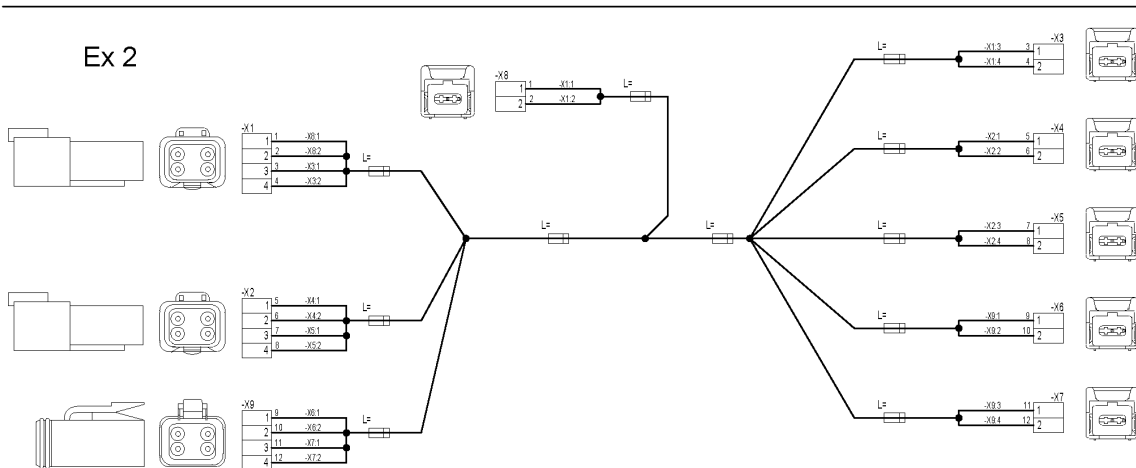 Ex 2
-X8
1 1 -X1:1
2 2 -X1:2
L=
-X1
1 1 -X8:1
2 2 -X8:2
3 3 -X3:1
4 4 -X3:2
L=
-X2
1 5 -X4:1
2 6 -X4:2
3 7 -X5:1
4 8 -X5:2
L=
-X9
1 9 -X6:1
2 10 -X6:2
3 11 -X7:1
4 12 -X7:2
L=
L=
L=
L=
-X3
-X1:3 3 1
-X1:4 4 2
L=
-X4
-X2:1 5 1
-X2:2 6 2
L=
-X5
-X2:3 7 1
-X2:4 8 2
L=
-X6
-X9:1 9 1
-X9:2 10 2
L=
-X7
-X9:3 11 1
-X9:4 12 2